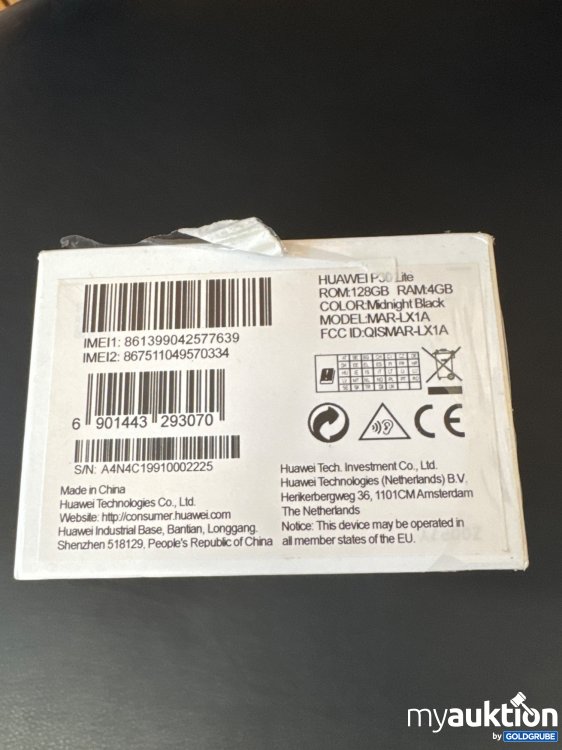 HUAWEI P30 Lite
ROM:128GB RAM:4GB
COLOR:Midnight Black
MODEL:MAR-LX1A
FCC ID:QISMAR-LX1A
IMEI1: 861399042577639
IMEI2: 867511049570334
6 901443 293070
S/N: A4N4C19910002225
Made in China
Huawei Technologies Co., Ltd.
Website: http://consumer.huawei.com
Huawei Industrial Base, Bantian, Longgang.
Shenzhen 518129, People's Republic of China
CE
Huawei Tech. Investment Co., Ltd.
Huawei Technologies (Netherlands) B.V.
Herikerbergweg 36, 1101CM Amsterdam
The Netherlands
Notice: This device may be operated in
all member states of the EU.
myauktion
by GOLDGRUBE